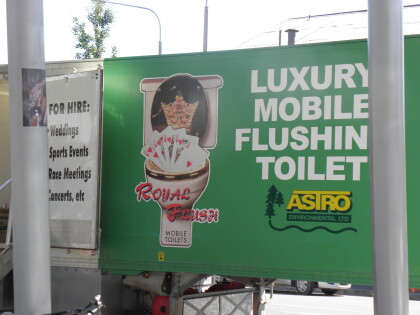 FOR HIRE:
Weddings
Sports Events
Race Meetings
Concerts, etc
ROYAL
FLUSH
MOBILE
TOILETS
LUXURY
MOBILE
FLUSHIN
TOILET
ASTRO
ENVIRONMENTAL LTD